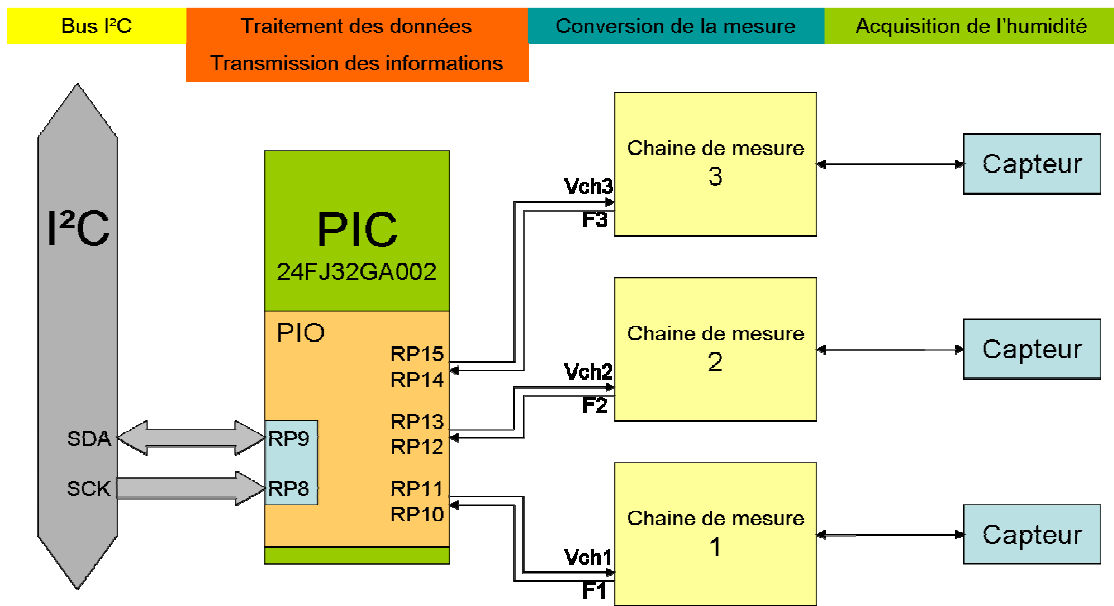 Bus I²C
Traitement des données
Transmission des informations
Conversion de la mesure
Acquisition de l'humidité
I²C
SDA
SCK
PIC
24FJ32GA002
PIO
RP9
RP8
RP15
RP14
RP13
RP12
RP11
RP10
Vch3
F3
Vch2
F2
Vch1
F1
Chaine de mesure
3
Chaine de mesure
2
Chaine de mesure
1
Capteur
Capteur
Capteur